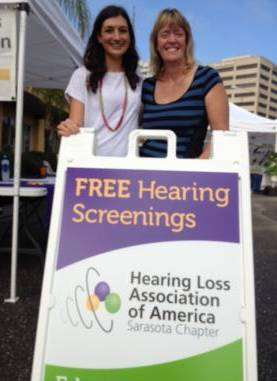 FREE Hearing
Screenings
Hearing Loss
Association
of America
Sarasota Chapter